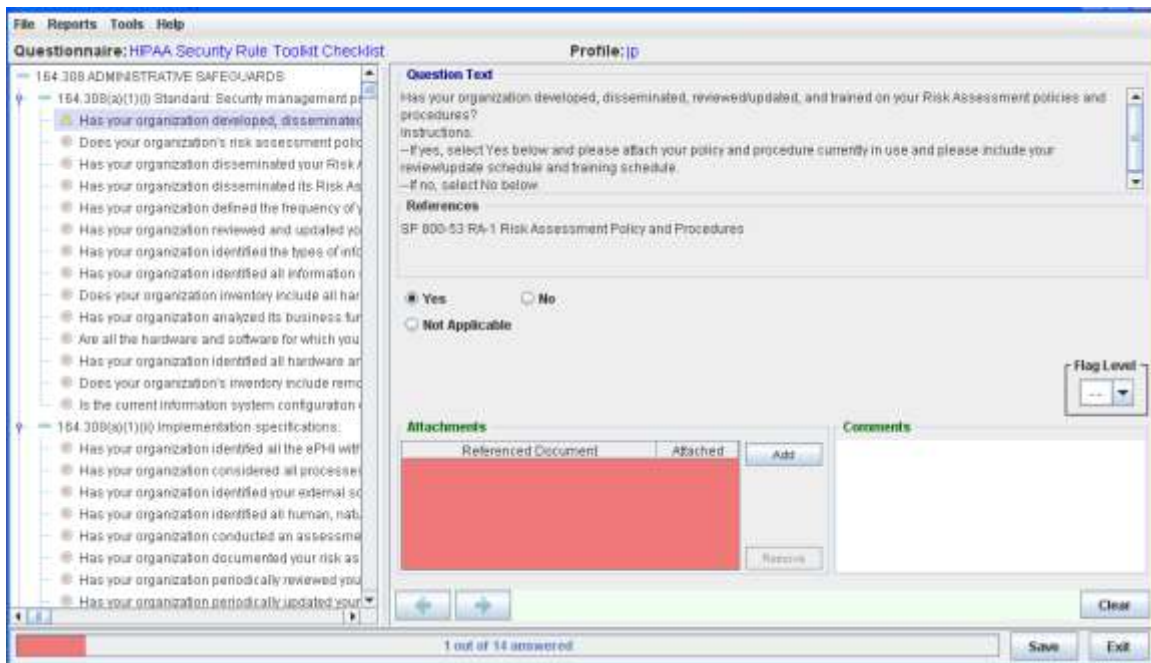 File Reports Tools Help
Questionnaire: HIPAA Security Rule Toolkit Checklist Profile: jp
164.308 ADMINISTRATIVE SAFEGUARDS
164.308(a)(1)(i) Standard: Security management pr
Has your organization developed, disseminated
Does your organization's risk assessment polic
Has your organization disseminated your Risk A
Has your organization disseminated its Risk As
Has your organization defined the frequency of y
Has your organization reviewed and updated yo
Has your organization identified the types of info
Has your organization identified all information
Does your organization inventory include all har
Has your organization analyzed its business fun
Are all the hardware and software for which you
Has your organization identified all hardware an
Does your organization's inventory include remo
Is the current information system configuration
164.308(a)(1)(ii) Implementation specifications:
Has your organization identified all the ePHI with
Has your organization considered all processes
Has your organization identified your external so
Has your organization identified all human, natu
Has your organization conducted an assessme
Has your organization documented your risk as
Has your organization periodically reviewed you
Has your organization periodically updated your
Question Text
Has your organization developed, disseminated, reviewed/updated, and trained on your Risk Assessment policies and
procedures?
Instructions:
--If yes, select Yes below and please attach your policy and procedure currently in use and please include your
review/update schedule and training schedule.
--If no, select No below
References
SP 800-53 RA-1 Risk Assessment Policy and Procedures
Yes No
Not Applicable
Flag Level
--
Attachments
Referenced Document Attached
Add
Remove
Comments
Clear
1 out of 14 answered
Save Exit